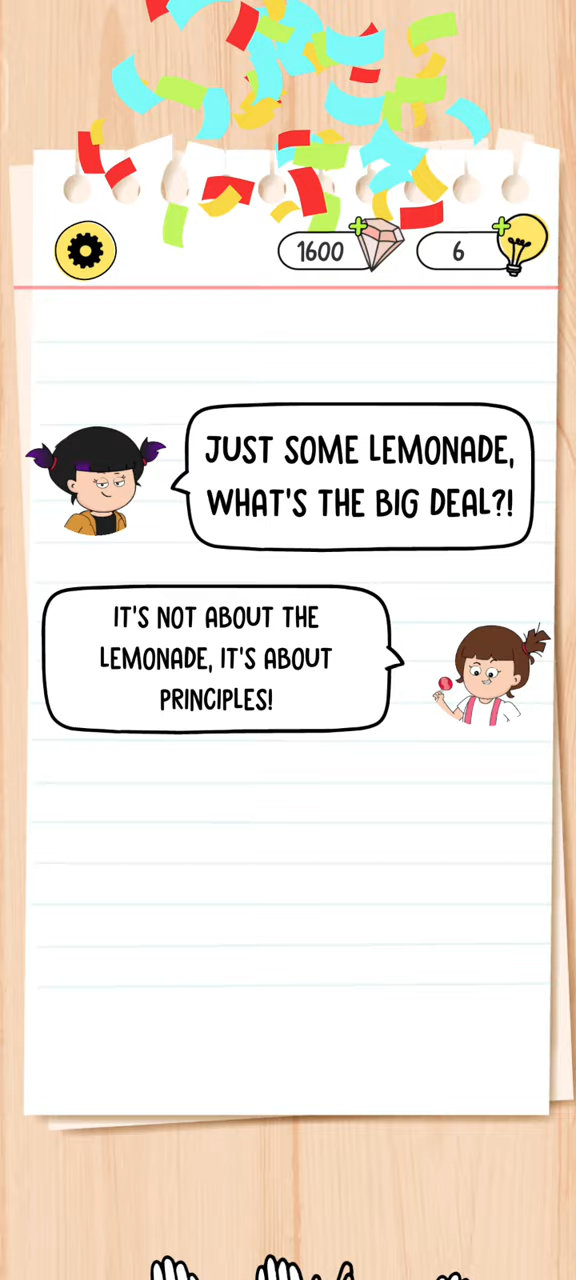 1600
6
JUST SOME LEMONADE,
WHAT'S THE BIG DEAL?!
IT'S NOT ABOUT THE
LEMONADE, IT'S ABOUT
PRINCIPLES!